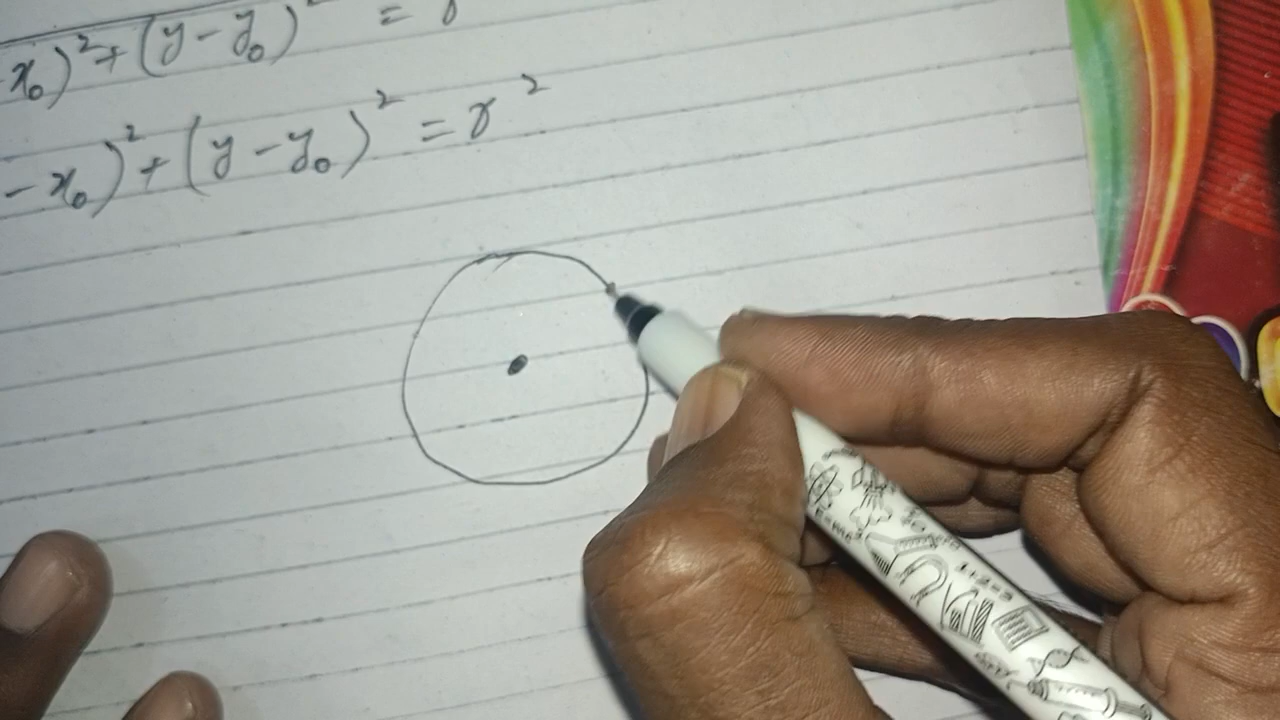 x₀)² + (y - y₀)² = r
- x₀)² + (y - y₀)² = r²